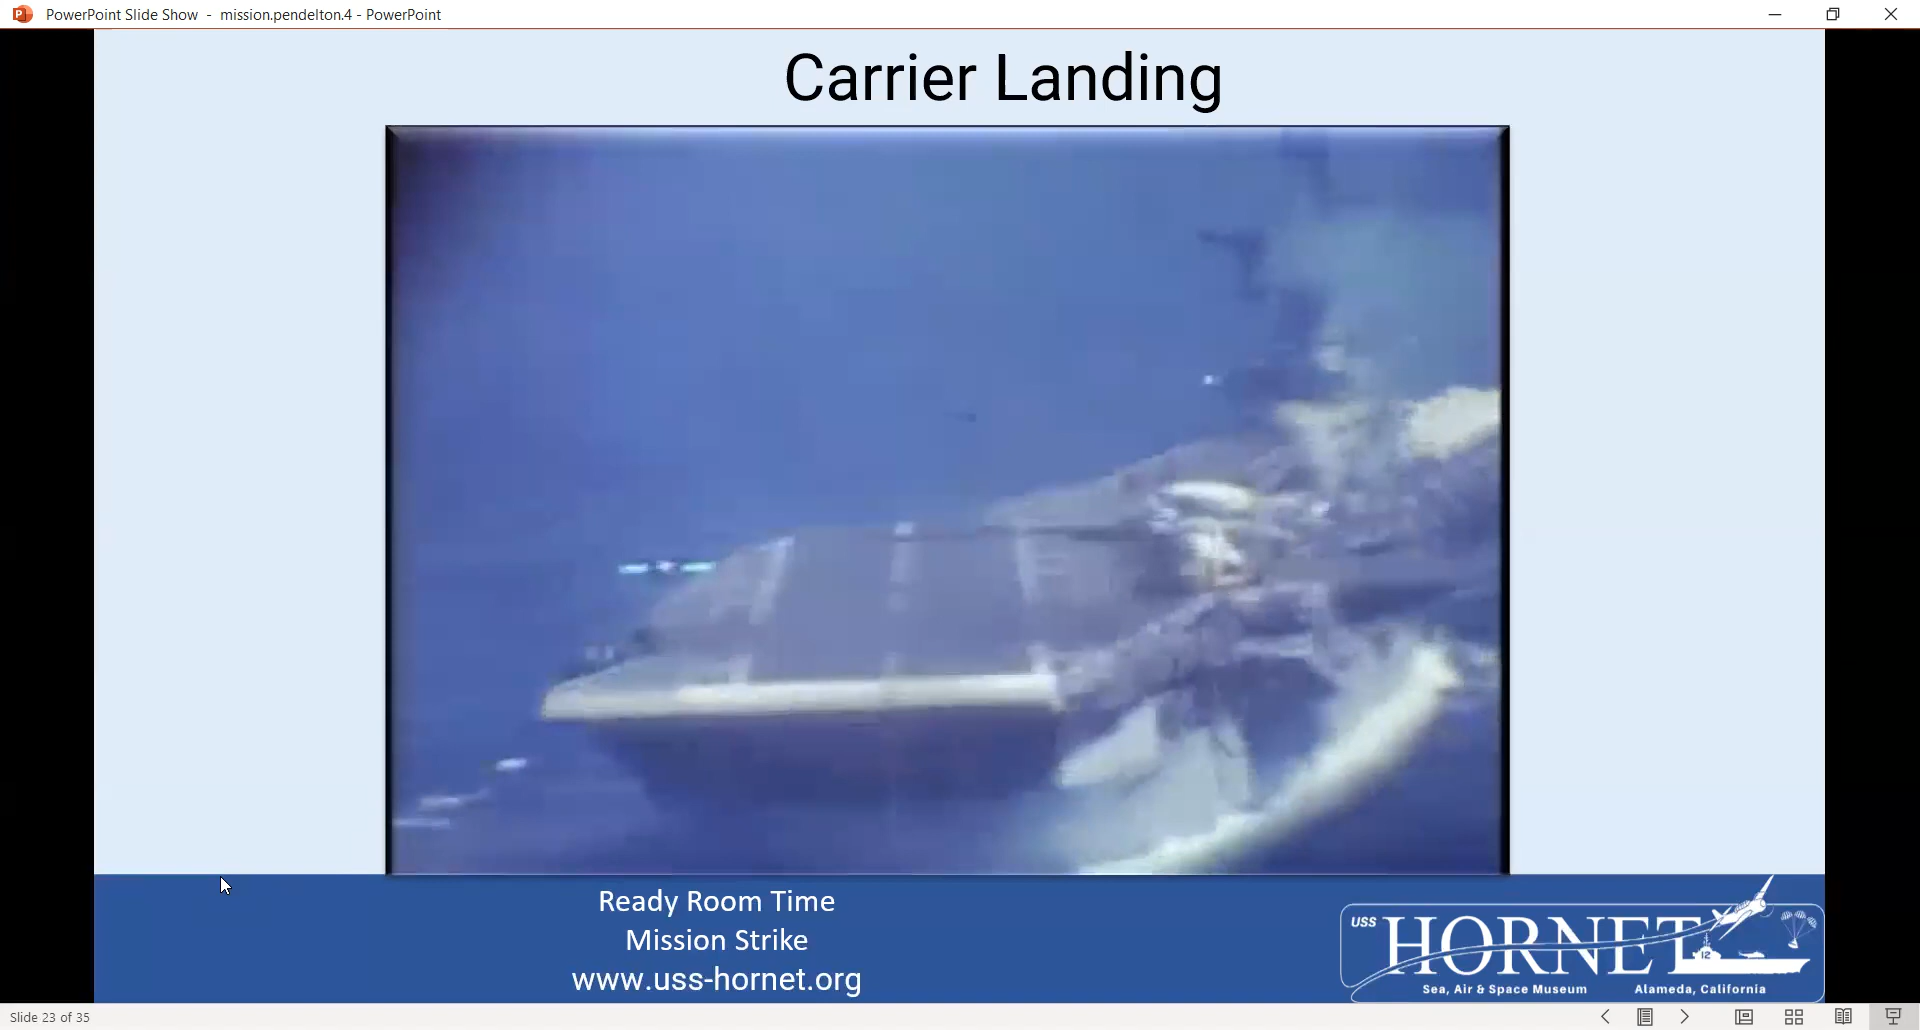 PowerPoint Slide Show - mission.pendelton.4 - PowerPoint
Carrier Landing
Ready Room Time
Mission Strike
www.uss-hornet.org
USS HORNET
12
Sea, Air & Space Museum Alameda, California
Slide 23 of 35